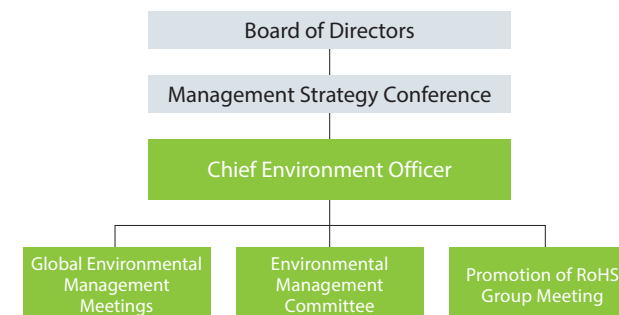 Board of Directors
Management Strategy Conference
Chief Environment Officer
Global Environmental
Management
Meetings
Environmental
Management
Committee
Promotion of RoHS
Group Meeting